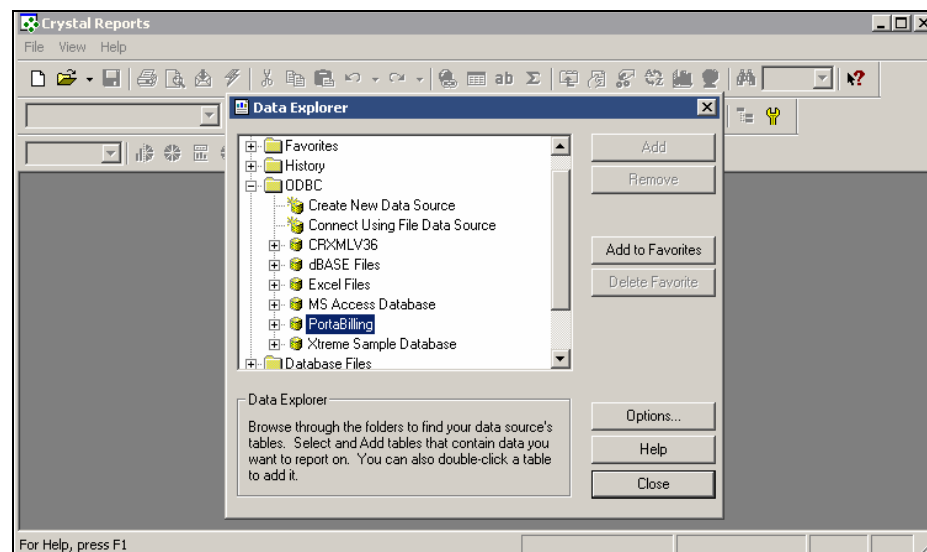 Crystal Reports
File View Help
ab Σ
Data Explorer
Favorites
History
ODBC
Create New Data Source
Connect Using File Data Source
CRXMLV36
dBASE Files
Excel Files
MS Access Database
PortaBilling
Xtreme Sample Database
Database Files
Add
Remove
Add to Favorites
Delete Favorite
Data Explorer
Browse through the folders to find your data source's
tables. Select and Add tables that contain data you
want to report on. You can also double-click a table
to add it.
Options...
Help
Close
For Help, press F1